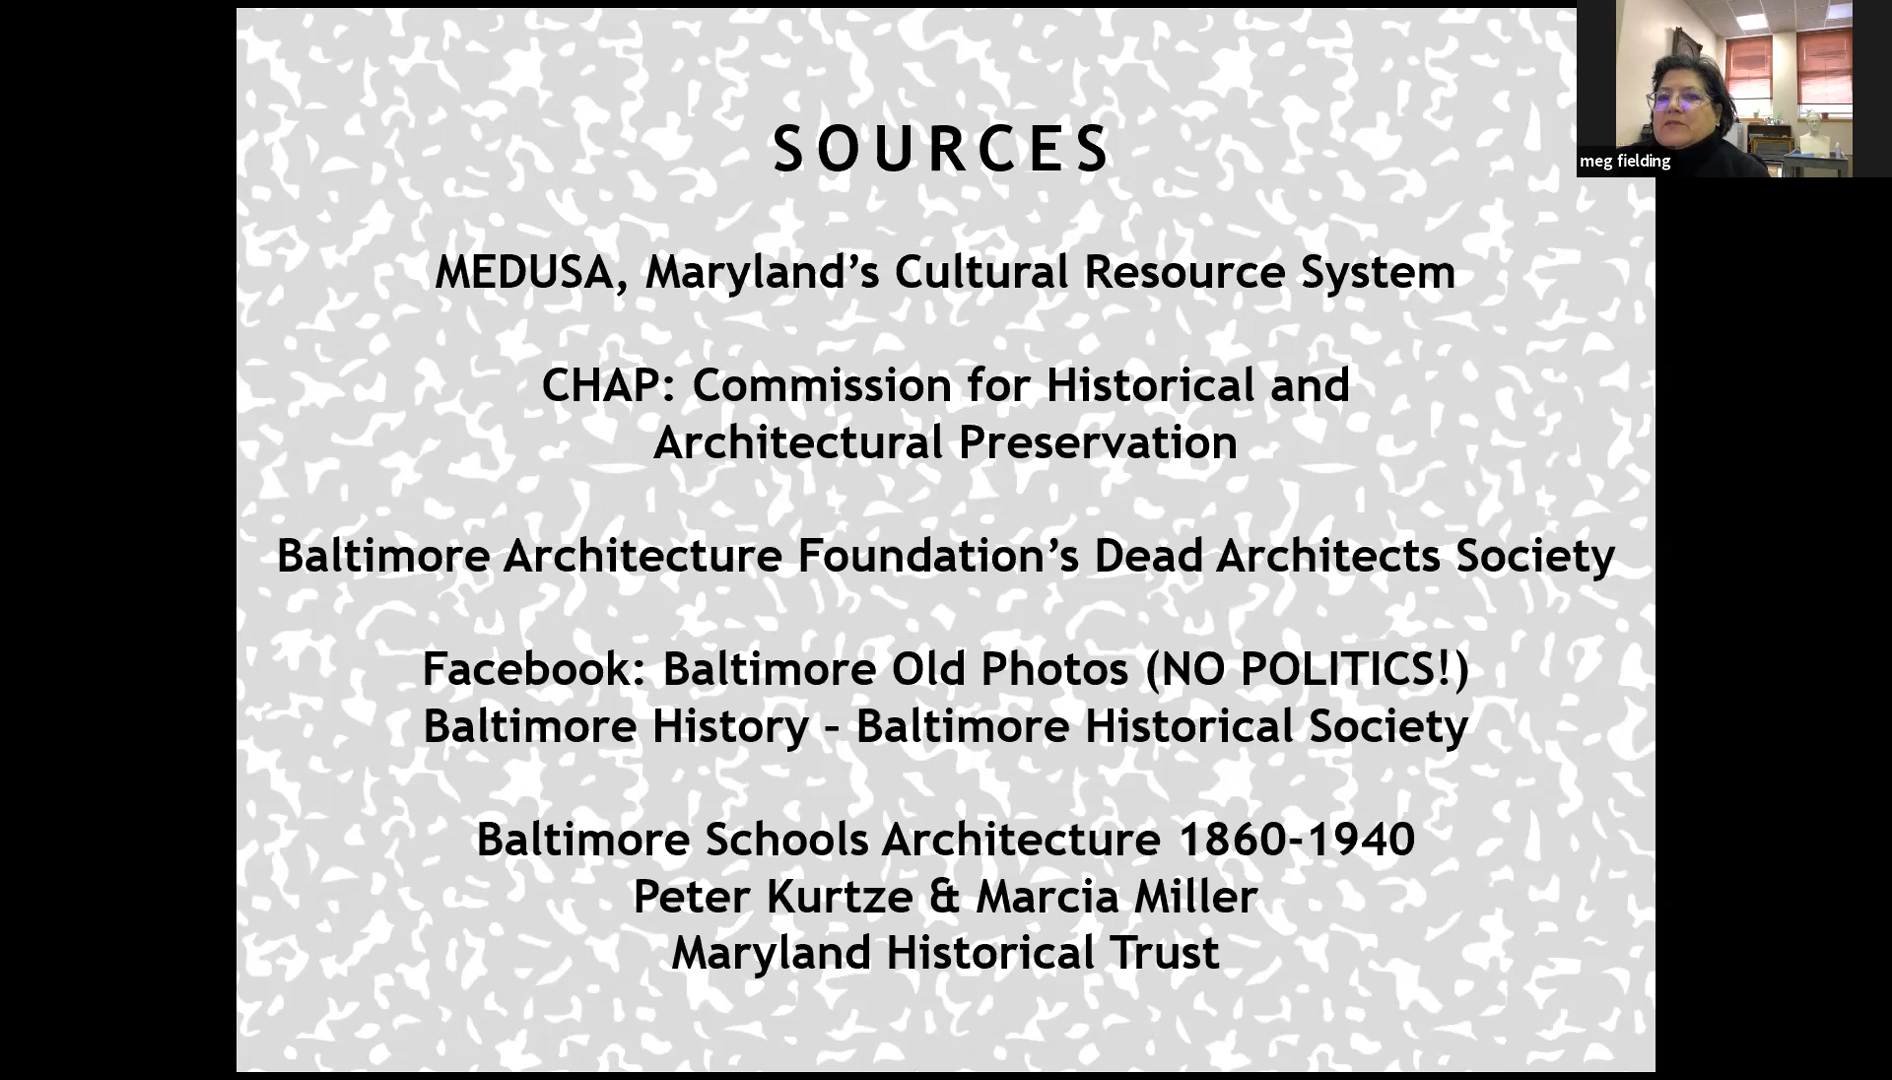 SOURCES
meg fielding
MEDUSA, Maryland’s Cultural Resource System
CHAP: Commission for Historical and
Architectural Preservation
Baltimore Architecture Foundation’s Dead Architects Society
Facebook: Baltimore Old Photos (NO POLITICS!)
Baltimore History – Baltimore Historical Society
Baltimore Schools Architecture 1860-1940
Peter Kurtze & Marcia Miller
Maryland Historical Trust